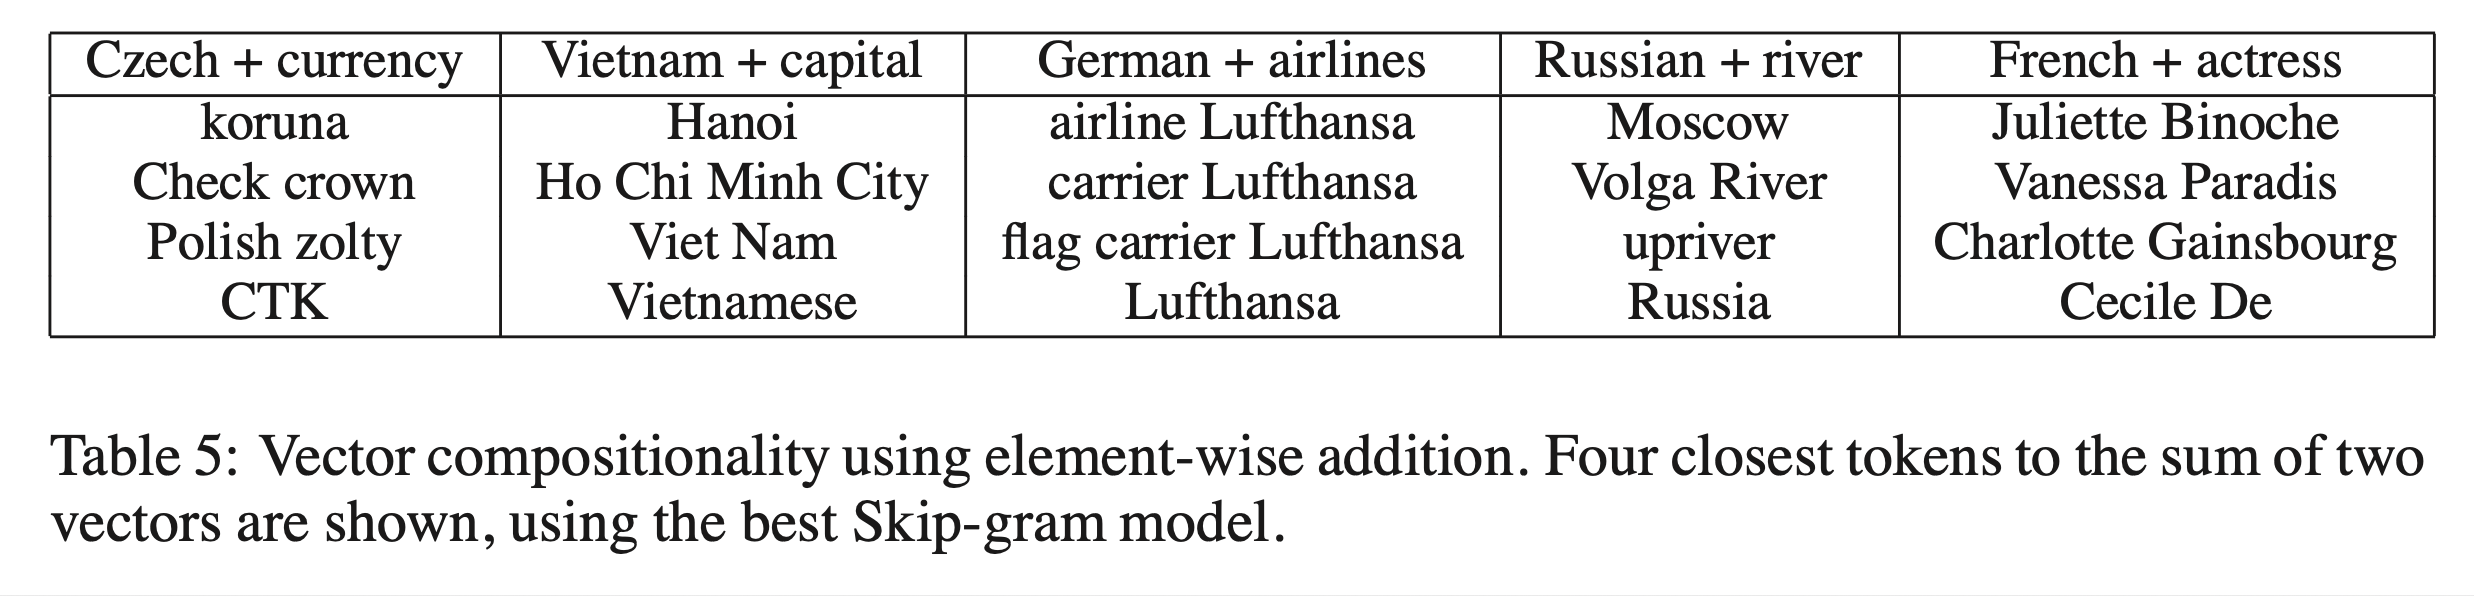 Czech + currency Vietnam + capital German + airlines Russian + river French + actress
koruna Hanoi airline Lufthansa Moscow Juliette Binoche
Check crown Ho Chi Minh City carrier Lufthansa Volga River Vanessa Paradis
Polish zolty Viet Nam flag carrier Lufthansa upriver Charlotte Gainsbourg
CTK Vietnamese Lufthansa Russia Cecile De
Table 5: Vector compositionality using element-wise addition. Four closest tokens to the sum of two
vectors are shown, using the best Skip-gram model.